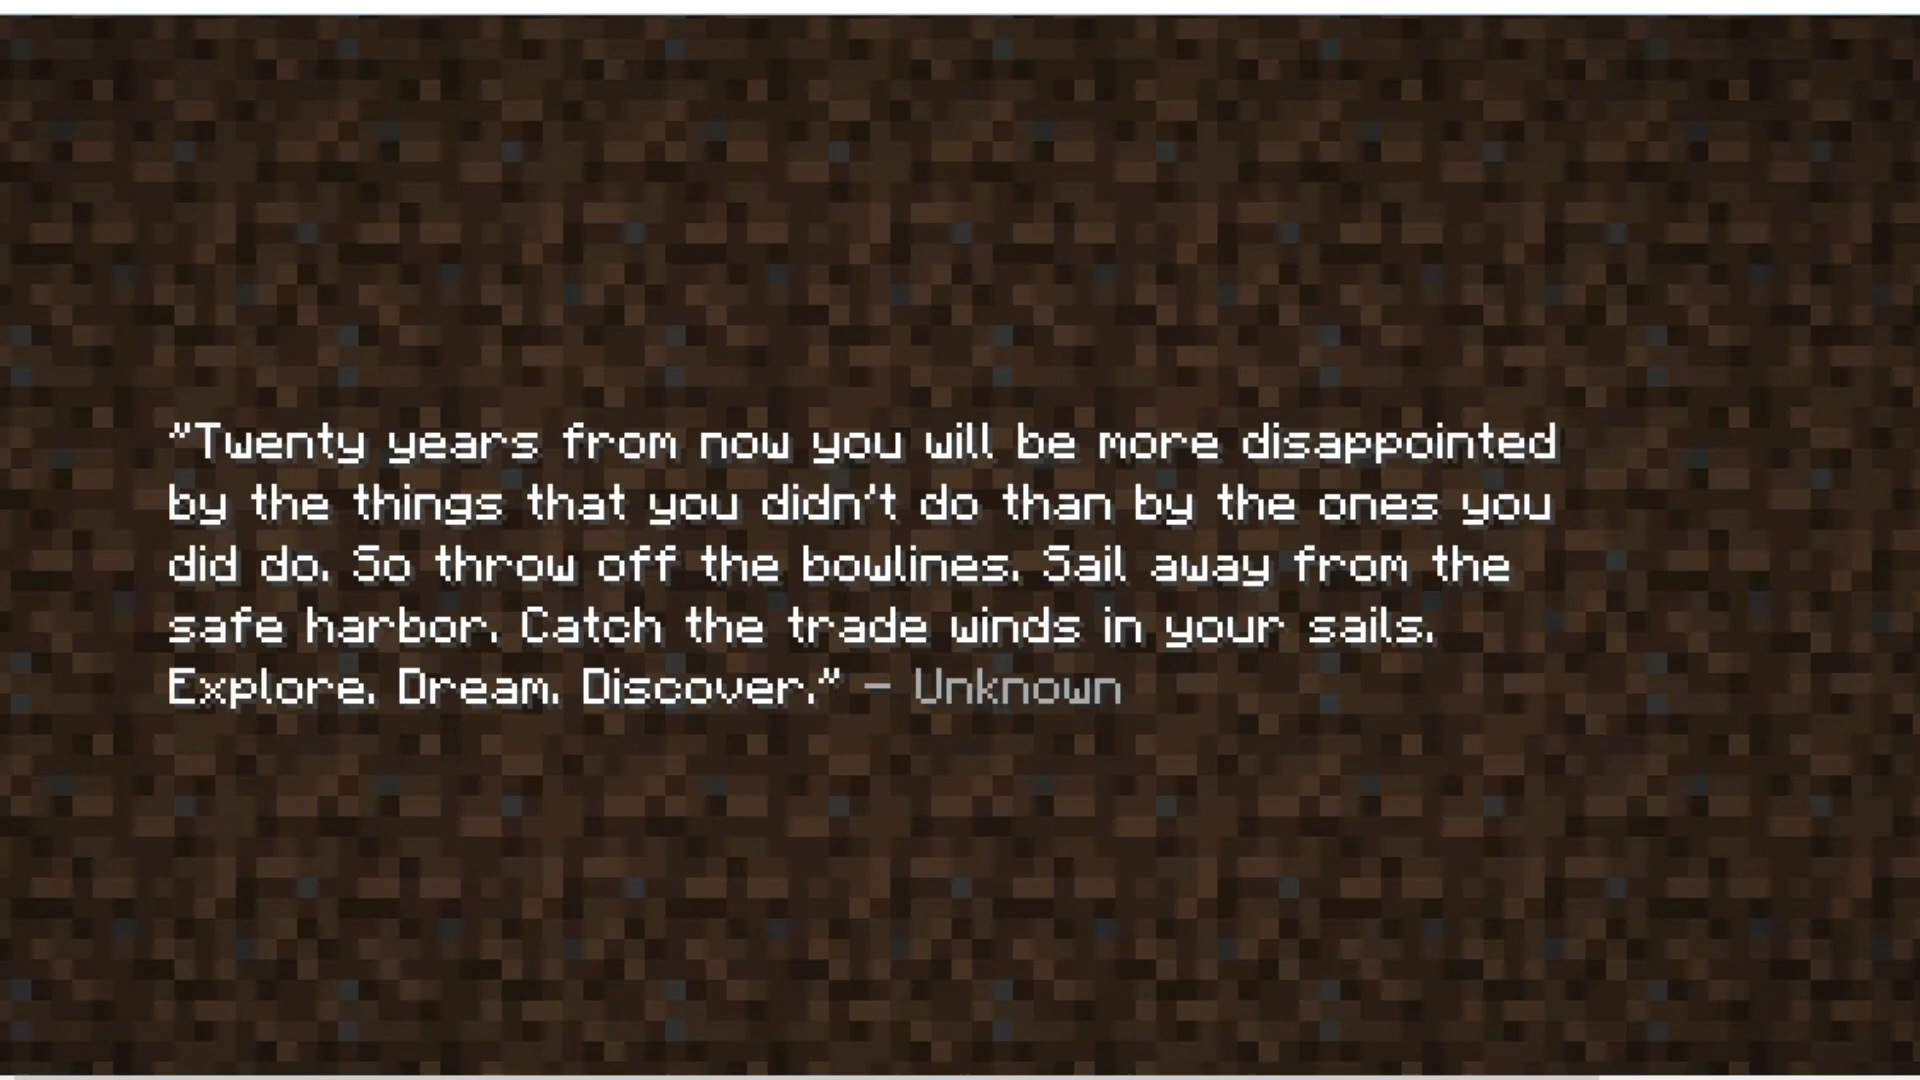 "Twenty years from now you will be more disappointed
by the things that you didn't do than by the ones you
did do. So throw off the bowlines. Sail away from the
safe harbor. Catch the trade winds in your sails.
Explore. Dream. Discover." – Unknown